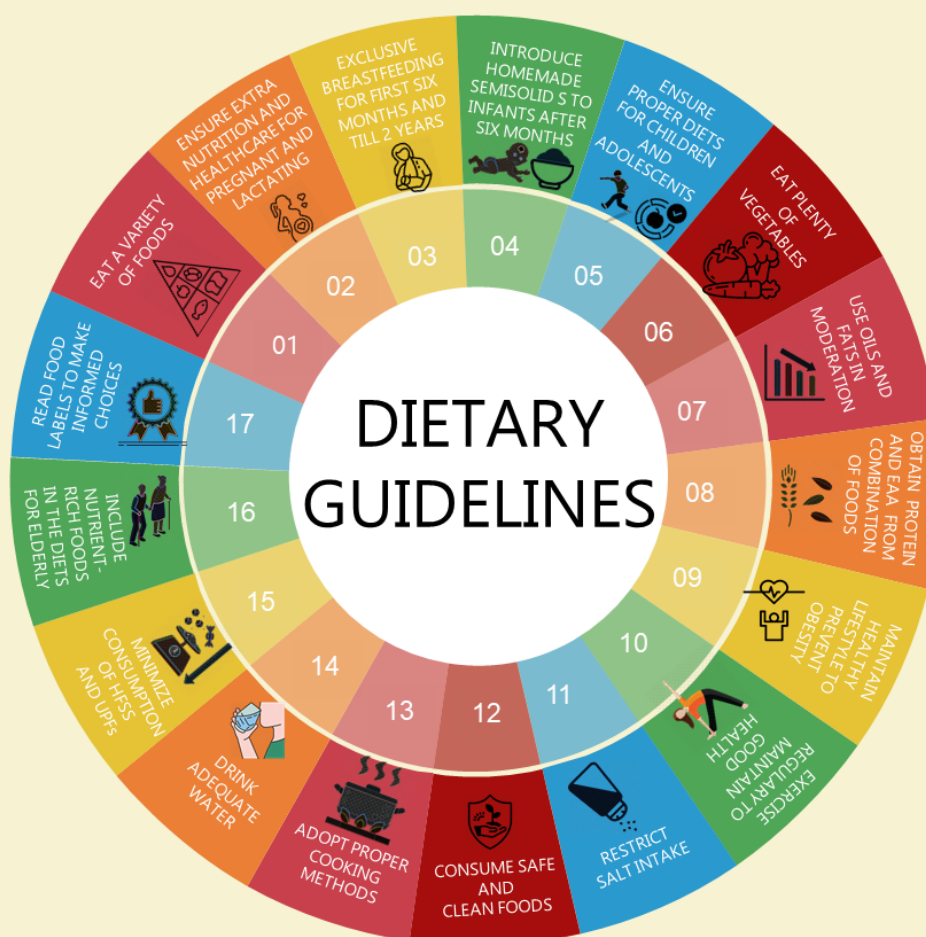 DIETARY
GUIDELINES
01
EAT A VARIETY
OF FOODS
02
ENSURE EXTRA
NUTRITION AND
HEALTHCARE FOR
PREGNANT AND
LACTATING
03
EXCLUSIVE
BREASTFEEDING
FOR FIRST SIX
MONTHS AND
TILL 2 YEARS
04
INTRODUCE
HOMEMADE
SEMISOLID S TO
INFANTS AFTER
SIX MONTHS
05
ENSURE
PROPER DIETS
FOR CHILDREN
AND
ADOLESCENTS
06
EAT PLENTY
OF
VEGETABLES
07
USE OILS AND
FATS IN
MODERATION
08
OBTAIN PROTEIN
AND EAA FROM
COMBINATION
OF FOODS
09
MAINTAIN
HEALTHY
LIFESTYLE TO
PREVENT
OBESITY
10
EXERCISE
REGULARY TO
MAINTAIN
GOOD
HEALTH
11
RESTRICT
SALT INTAKE
12
CONSUME SAFE
AND
CLEAN FOODS
13
ADOPT PROPER
COOKING
METHODS
14
DRINK
ADEQUATE
WATER
15
MINIMIZE
CONSUMPTION
OF HFSS
AND UPFs
16
INCLUDE
NUTRIENT-
RICH FOODS
IN THE DIETS
FOR ELDERLY
17
READ FOOD
LABELS TO MAKE
INFORMED
CHOICES